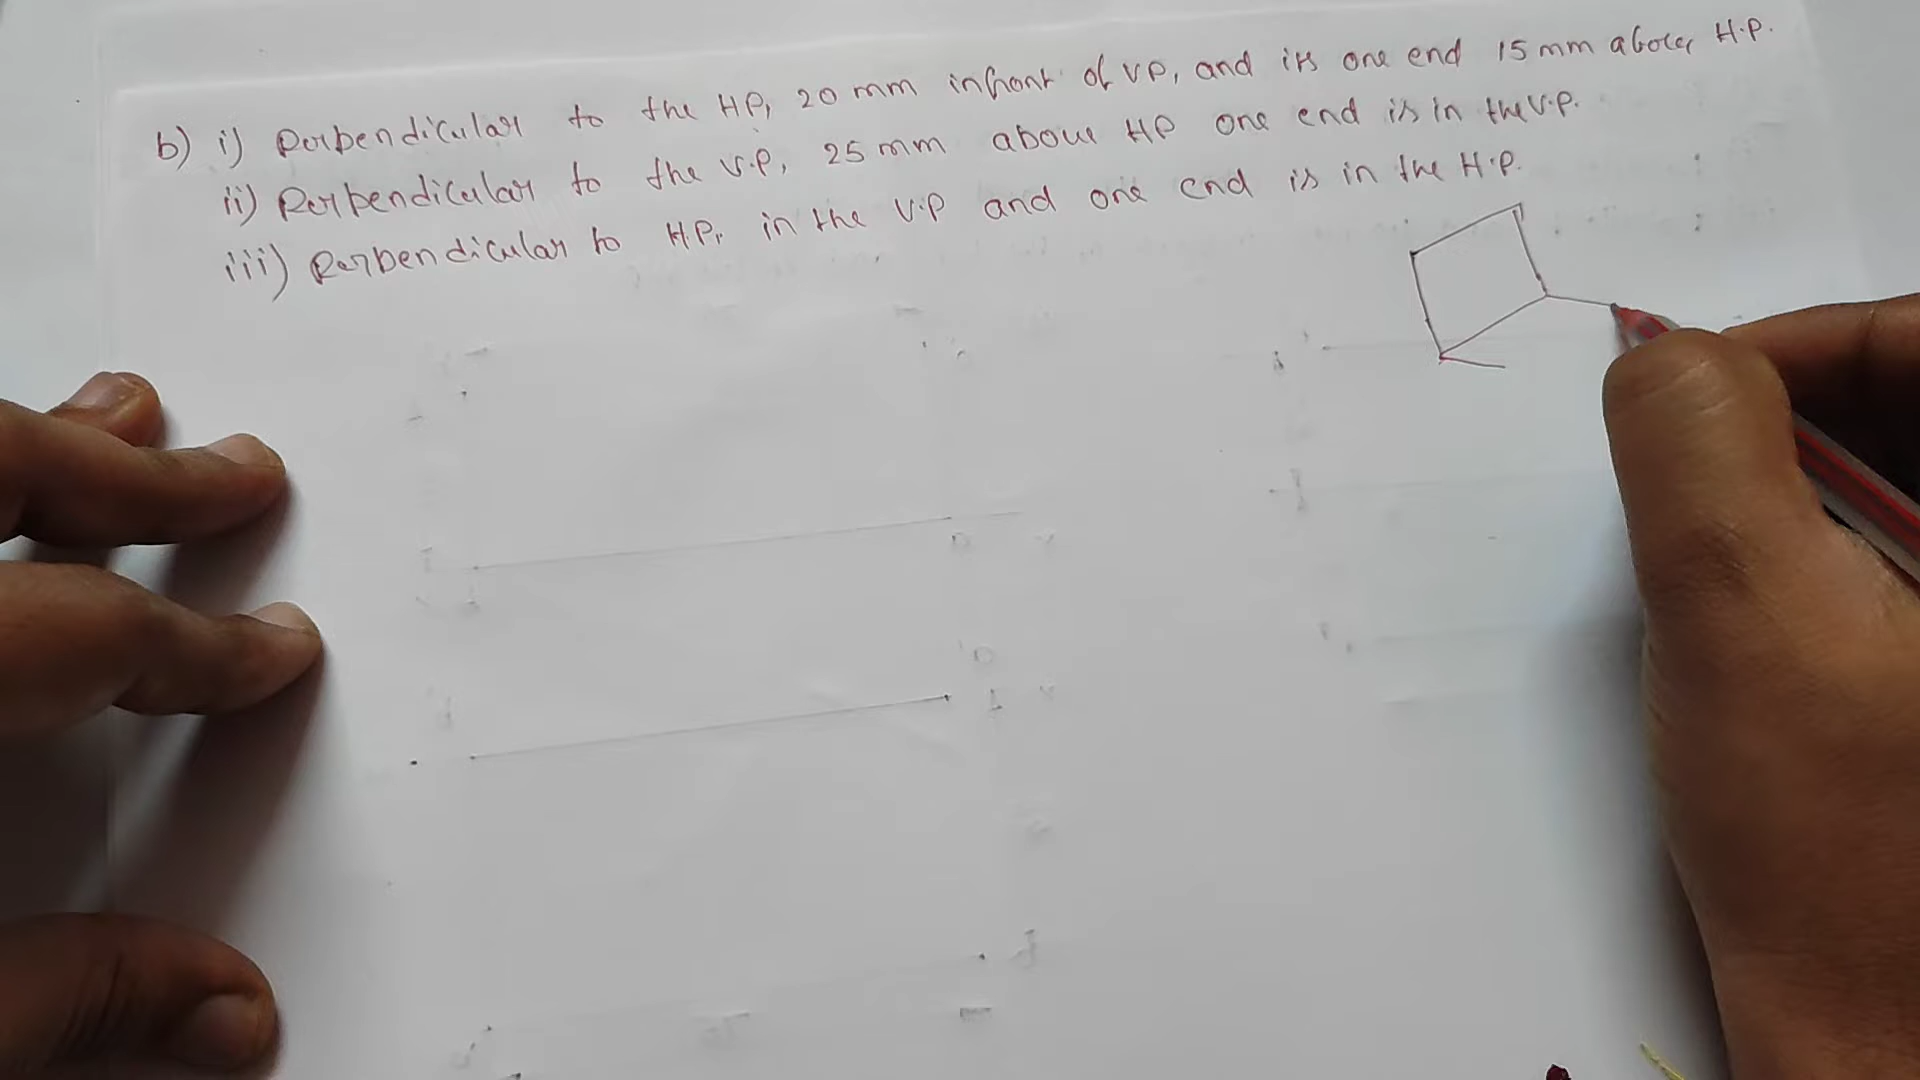 b) i) Perpendicular to the HP, 20 mm infront of VP, and its one end 15 mm above H.P.
ii) Perpendicular to the V.P, 25 mm above HP one end is in the V.P.
iii) Perpendicular to H.P, in the V.P and one end is in the H.P.